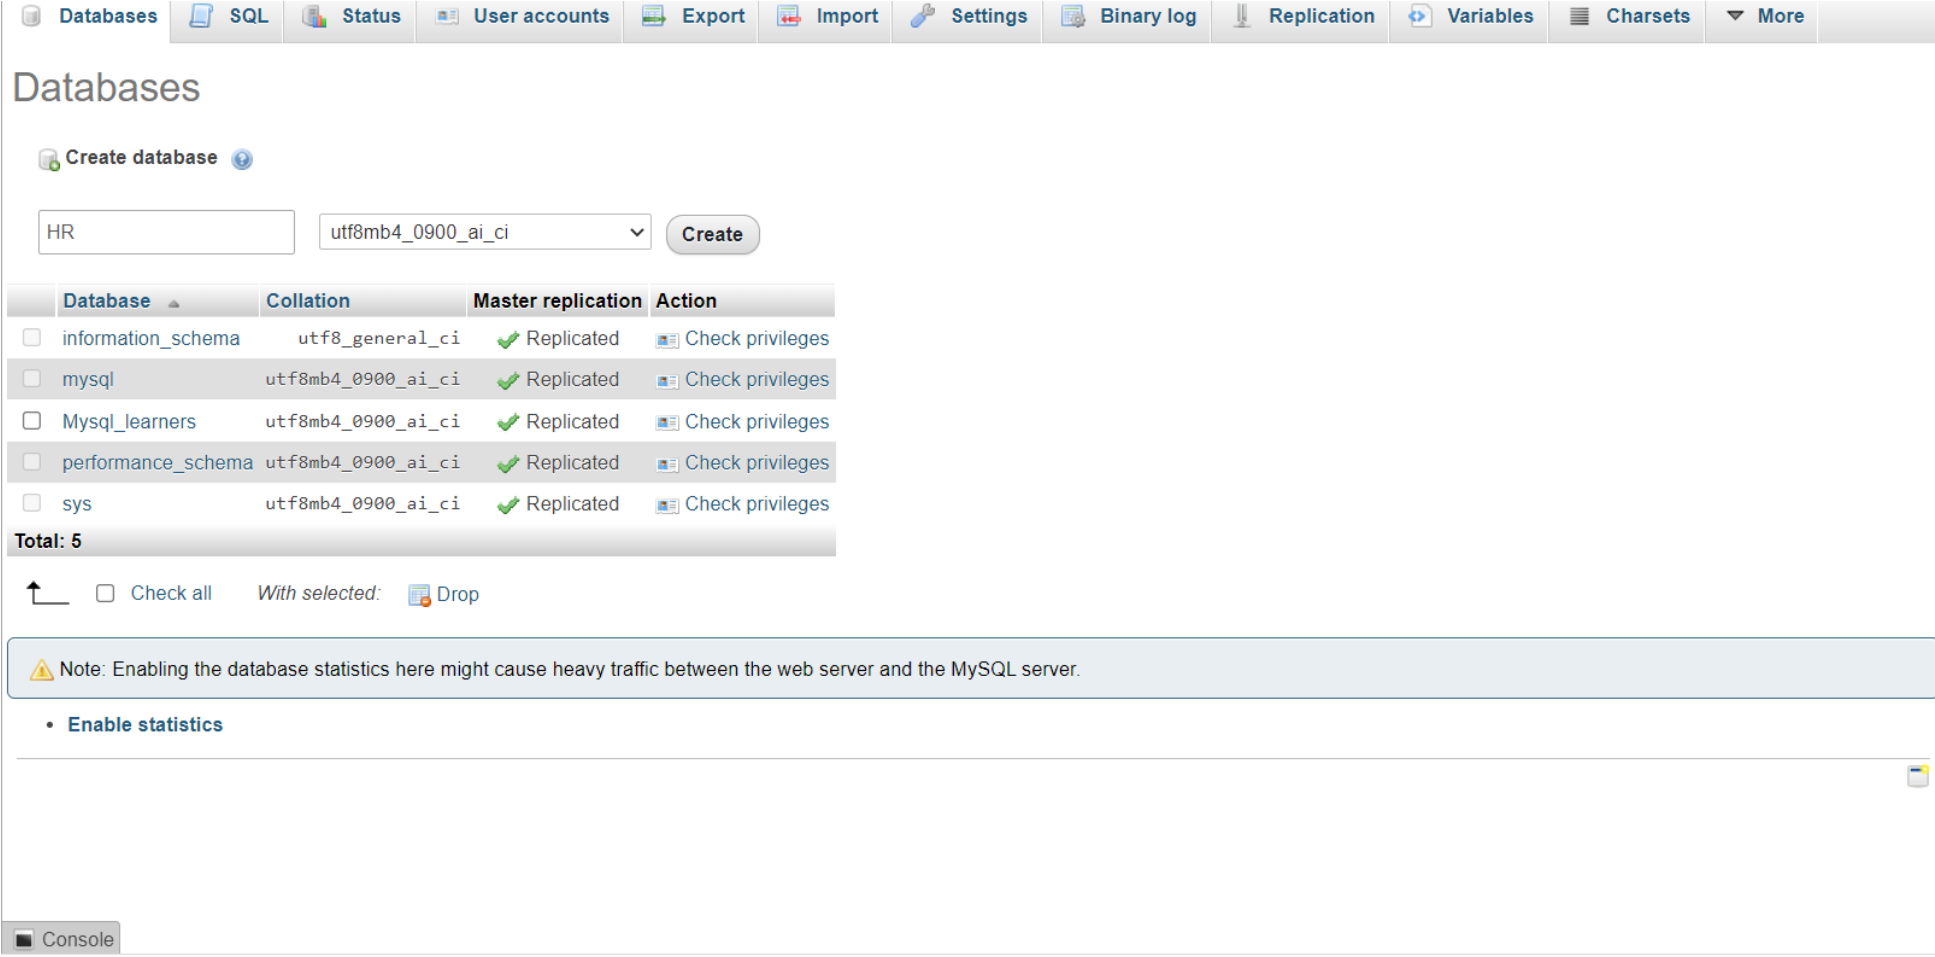 Databases SQL Status User accounts Export Import Settings Binary log Replication Variables Charsets More
Databases
Create database
HR utf8mb4_0900_ai_ci Create
Database Collation Master replication Action
information_schema utf8_general_ci Replicated Check privileges
mysql utf8mb4_0900_ai_ci Replicated Check privileges
Mysql_learners utf8mb4_0900_ai_ci Replicated Check privileges
performance_schema utf8mb4_0900_ai_ci Replicated Check privileges
sys utf8mb4_0900_ai_ci Replicated Check privileges
Total: 5
Check all With selected: Drop
Note: Enabling the database statistics here might cause heavy traffic between the web server and the MySQL server.
• Enable statistics
Console